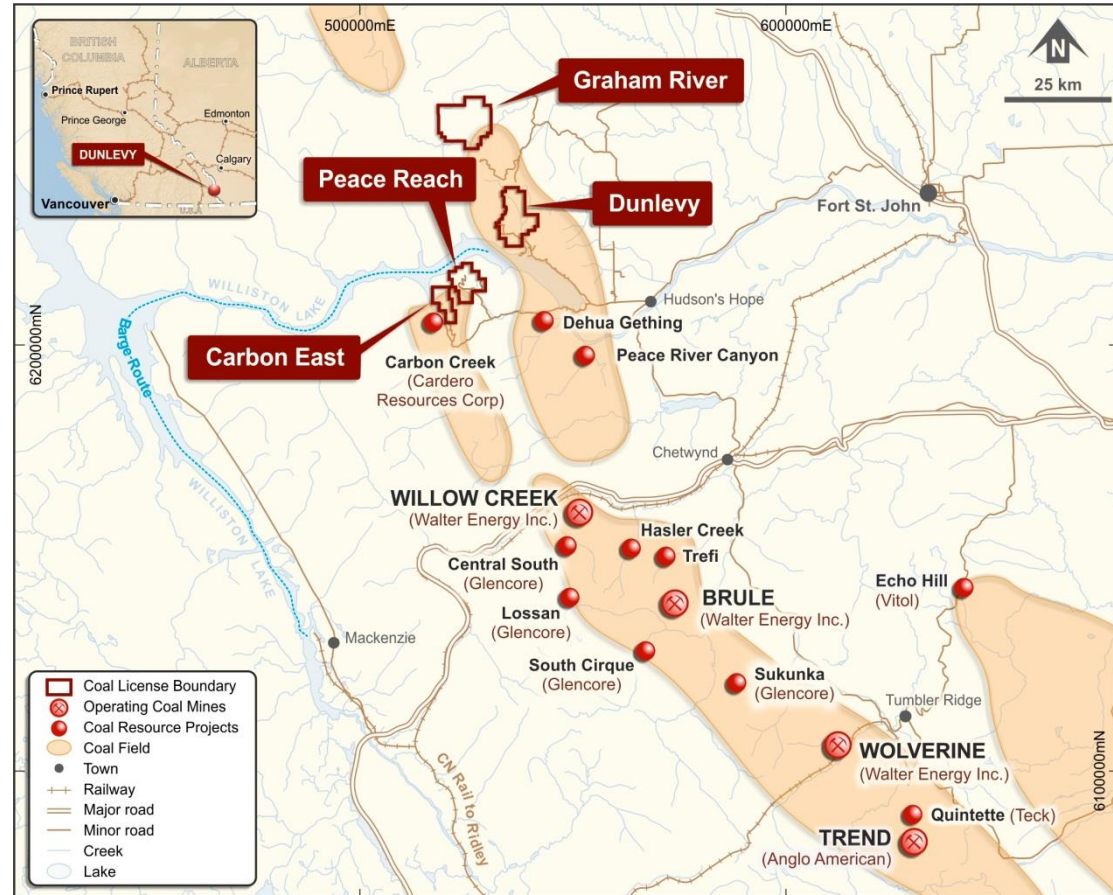 500000mE
600000mE
BRITISH
COLUMBIA
ALBERTA
Prince Rupert
Prince George
Edmonton
DUNLEVY
Calgary
Vancouver
U.S.A
N
25 km
Graham River
Peace Reach
Dunlevy
Fort St. John
WILLISTON LAKE
Hudson's Hope
Barge Route
Carbon East
Dehua Gething
6200000mN
Peace River Canyon
Carbon Creek
(Cardero
Resources Corp)
Chetwynd
WILLOW CREEK
(Walter Energy Inc.)
WILLISTON
LAKE
Hasler Creek
Trefi
Central South
(Glencore)
Echo Hill
(Vitol)
BRULE
(Walter Energy Inc.)
Lossan
(Glencore)
Mackenzie
South Cirque
(Glencore)
Sukunka
(Glencore)
Tumbler Ridge
WOLVERINE
(Walter Energy Inc.)
6100000mN
CN Rail to Ridley
Quintette (Teck)
TREND
(Anglo American)
Coal License Boundary
Operating Coal Mines
Coal Resource Projects
Coal Field
Town
Railway
Major road
Minor road
Creek
Lake